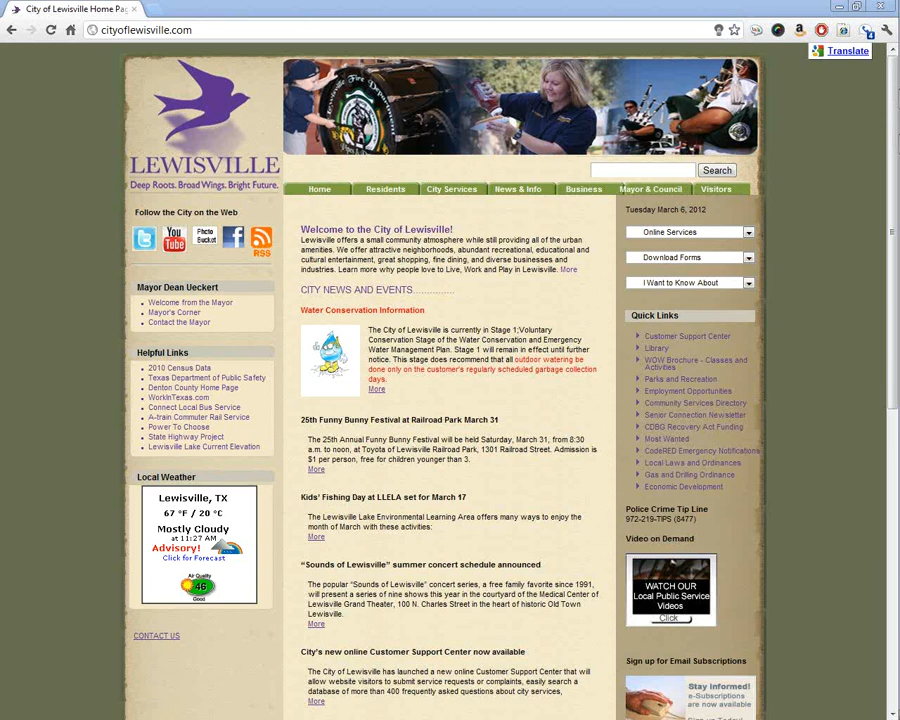 City of Lewisville Home Pag
cityoflewisville.com
Translate
Lewisville Fire Department
LEWISVILLE
Deep Roots. Broad Wings. Bright Future.
Search
Home Residents City Services News & Info Business Mayor & Council Visitors
Follow the City on the Web
You Tube
Photo Bucket
RSS
Mayor Dean Ueckert
Welcome from the Mayor
Mayor's Corner
Contact the Mayor
Helpful Links
2010 Census Data
Texas Department of Public Safety
Denton County Home Page
WorkInTexas.com
Connect Local Bus Service
A-train Commuter Rail Service
Power To Choose
State Highway Project
Lewisville Lake Current Elevation
Local Weather
Lewisville, TX
67 °F / 20 °C
Mostly Cloudy
at 11:27 AM
Advisory!
Click for Forecast
Air Quality
46
Good
CONTACT US
Welcome to the City of Lewisville!
Lewisville offers a small community atmosphere while still providing all of the urban
amenities. We offer attractive neighborhoods, abundant recreational, educational and
cultural entertainment, great shopping, fine dining, and diverse businesses and
industries. Learn more why people love to Live, Work and Play in Lewisville. More
CITY NEWS AND EVENTS..............
Water Conservation Information
The City of Lewisville is currently in Stage 1;Voluntary
Conservation Stage of the Water Conservation and Emergency
Water Management Plan. Stage 1 will remain in effect until further
notice. This stage does recommend that all outdoor watering be
done only on the customer's regularly scheduled garbage collection
days.
More
25th Funny Bunny Festival at Railroad Park March 31
The 25th Annual Funny Bunny Festival will be held Saturday, March 31, from 8:30
a.m. to noon, at Toyota of Lewisville Railroad Park, 1301 Railroad Street. Admission is
$1 per person, free for children younger than 3.
More
Kids' Fishing Day at LLELA set for March 17
The Lewisville Lake Environmental Learning Area offers many ways to enjoy the
month of March with these activities:
More
"Sounds of Lewisville" summer concert schedule announced
The popular "Sounds of Lewisville" concert series, a free family favorite since 1991,
will present a series of nine shows this year in the courtyard of the Medical Center of
Lewisville Grand Theater, 100 N. Charles Street in the heart of historic Old Town
Lewisville.
More
City's new online Customer Support Center now available
The City of Lewisville has launched a new online Customer Support Center that will
allow website visitors to submit service requests or complaints, easily search a
database of more than 400 frequently asked questions about city services,
More
Tuesday March 6, 2012
Online Services
Download Forms
I Want to Know About
Quick Links
Customer Support Center
Library
WOW Brochure - Classes and
Activities
Parks and Recreation
Employment Opportunities
Community Services Directory
Senior Connection Newsletter
CDBG Recovery Act Funding
Most Wanted
CodeRED Emergency Notifications
Local Laws and Ordinances
Gas and Drilling Ordinance
Economic Development
Police Crime Tip Line
972-219-TIPS (8477)
Video on Demand
WATCH OUR
Local Public Service
Videos
Click
Sign up for Email Subscriptions
Stay Informed!
e-Subscriptions
are now available
Sign up Today!